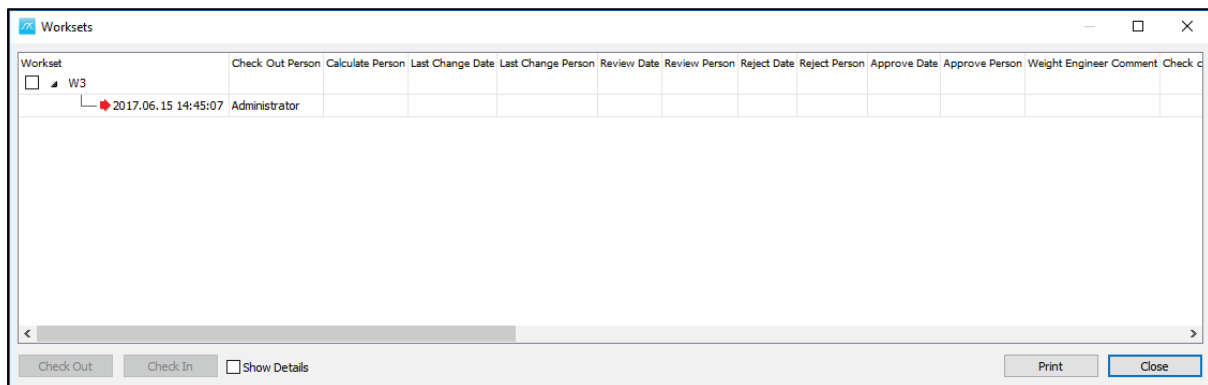 Worksets
Workset Check Out Person Calculate Person Last Change Date Last Change Person Review Date Review Person Reject Date Reject Person Approve Date Approve Person Weight Engineer Comment Check c
W3
2017.06.15 14:45:07 Administrator
Check Out Check In Show Details Print Close